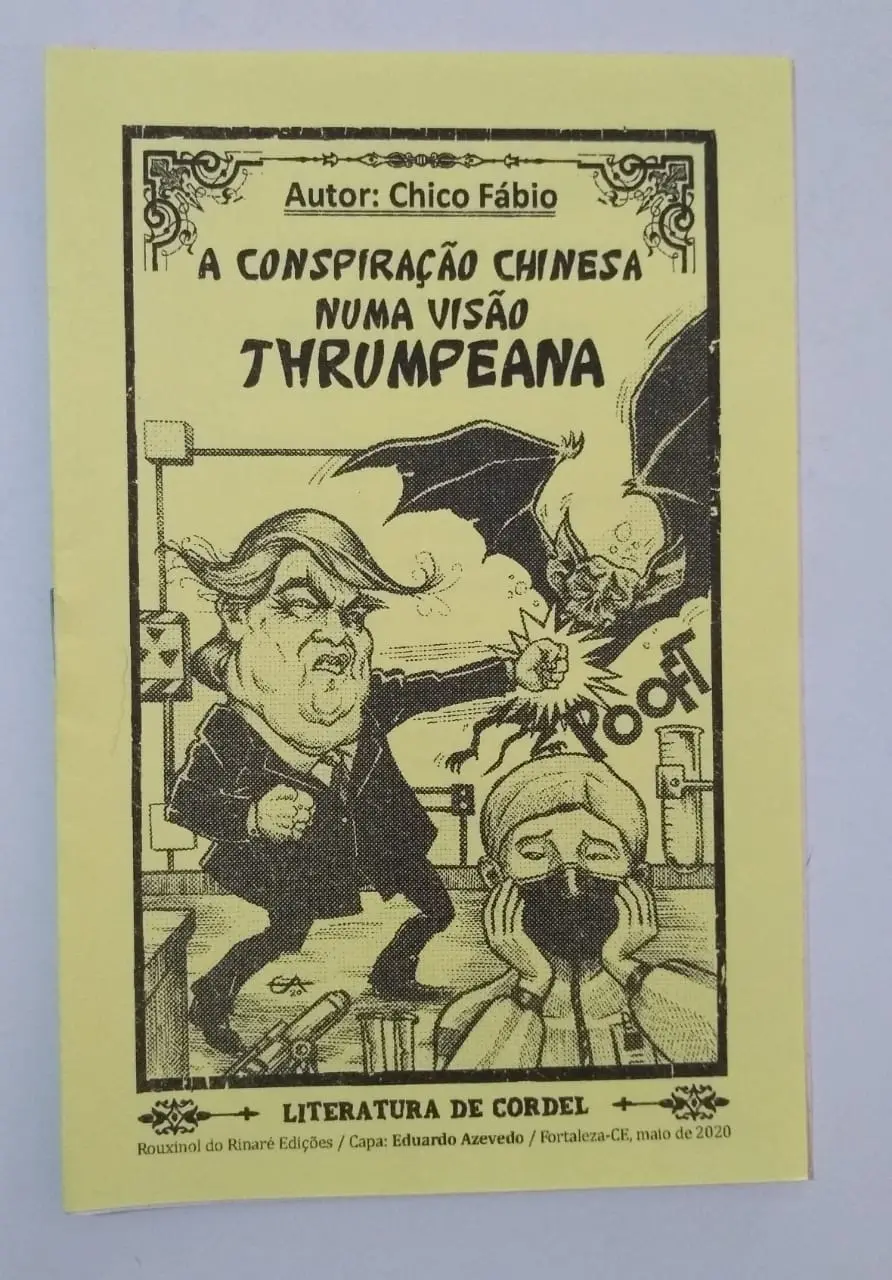 Autor: Chico Fábio
A CONSPIRAÇÃO CHINESA
NUMA VISÃO
THRUMPEANA
POOFT
LITERATURA DE CORDEL
Rouxinol do Rinaré Edições / Capa: Eduardo Azevedo / Fortaleza-CE, maio de 2020